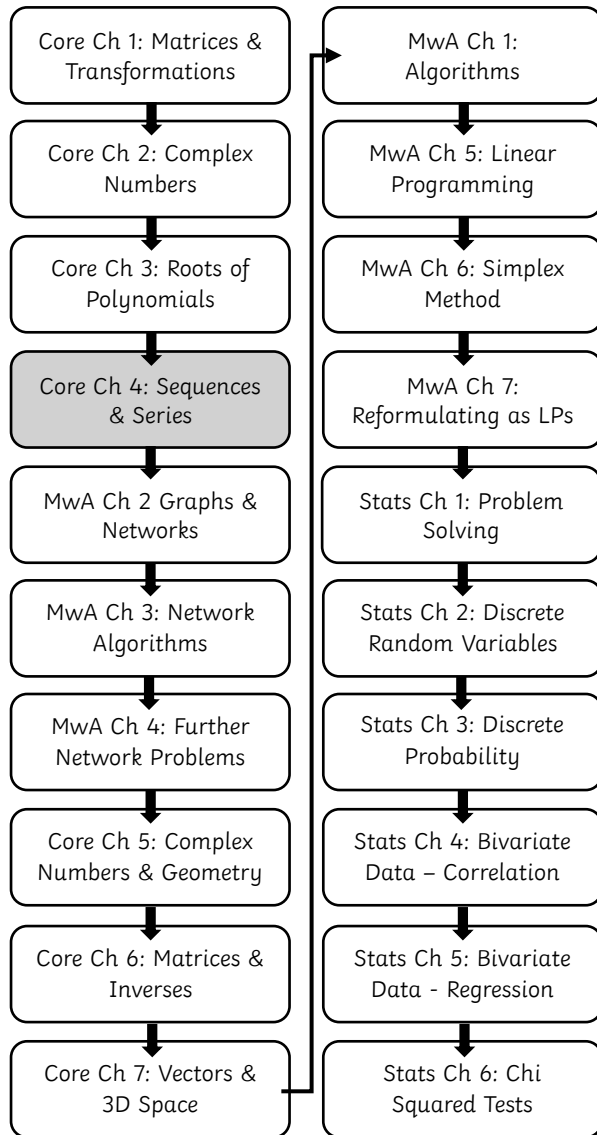 Core Ch 1: Matrices &
Transformations
Core Ch 2: Complex
Numbers
Core Ch 3: Roots of
Polynomials
Core Ch 4: Sequences
& Series
MwA Ch 2 Graphs &
Networks
MwA Ch 3: Network
Algorithms
MwA Ch 4: Further
Network Problems
Core Ch 5: Complex
Numbers & Geometry
Core Ch 6: Matrices &
Inverses
Core Ch 7: Vectors &
3D Space
MwA Ch 1:
Algorithms
MwA Ch 5: Linear
Programming
MwA Ch 6: Simplex
Method
MwA Ch 7:
Reformulating as LPs
Stats Ch 1: Problem
Solving
Stats Ch 2: Discrete
Random Variables
Stats Ch 3: Discrete
Probability
Stats Ch 4: Bivariate
Data – Correlation
Stats Ch 5: Bivariate
Data - Regression
Stats Ch 6: Chi
Squared Tests